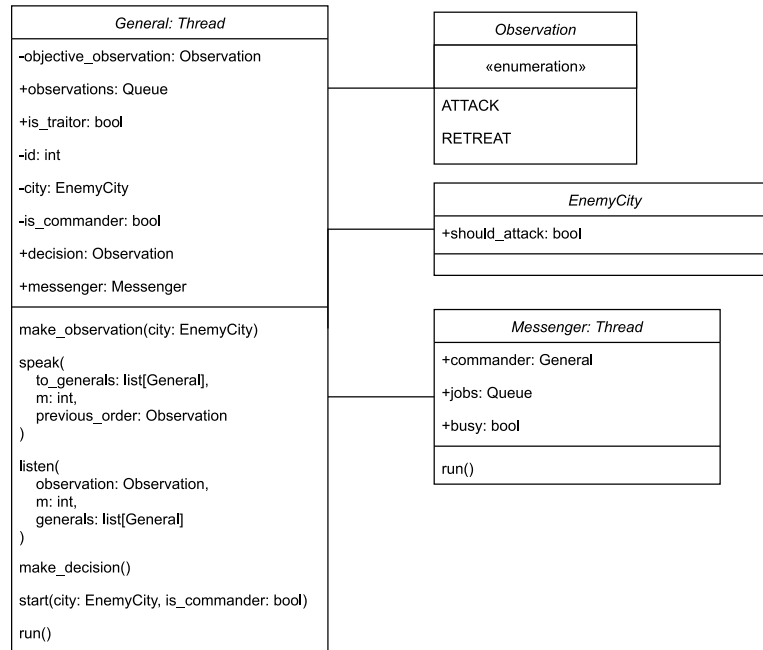 General: Thread
-objective_observation: Observation
+observations: Queue
+is_traitor: bool
-id: int
-city: EnemyCity
-is_commander: bool
+decision: Observation
+messenger: Messenger
make_observation(city: EnemyCity)
speak(
to_generals: list[General],
m: int,
previous_order: Observation
)
listen(
observation: Observation,
m: int,
generals: list[General]
)
make_decision()
start(city: EnemyCity, is_commander: bool)
run()
Observation
«enumeration»
ATTACK
RETREAT
EnemyCity
+should_attack: bool
Messenger: Thread
+commander: General
+jobs: Queue
+busy: bool
run()